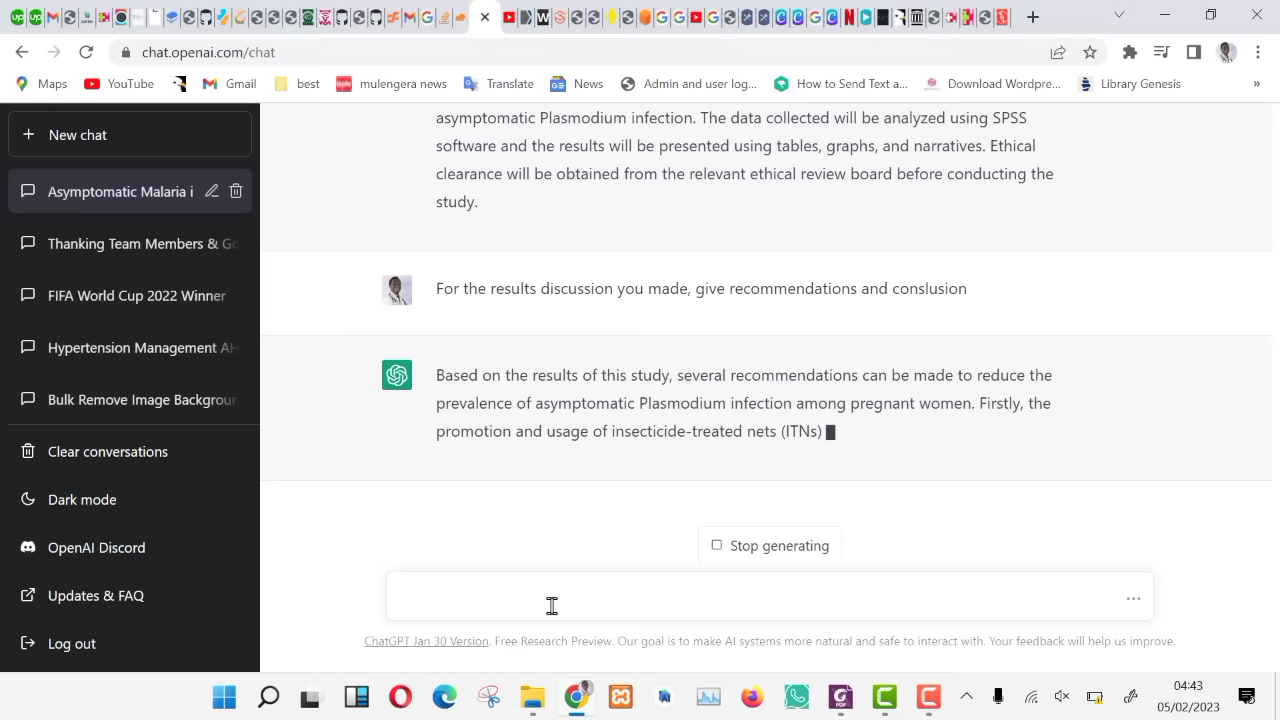 chat.openai.com/chat
Maps
YouTube
Gmail
best
mulengera news
Translate
News
Admin and user log...
How to Send Text a...
Download Wordpre...
Library Genesis
»
+ New chat
Asymptomatic Malaria i
Thanking Team Members & Go
FIFA World Cup 2022 Winner
Hypertension Management
Bulk Remove Image Backgroun
Clear conversations
Dark mode
OpenAI Discord
Updates & FAQ
Log out
asymptomatic Plasmodium infection. The data collected will be analyzed using SPSS
software and the results will be presented using tables, graphs, and narratives. Ethical
clearance will be obtained from the relevant ethical review board before conducting the
study.
For the results discussion you made, give recommendations and conslusion
Based on the results of this study, several recommendations can be made to reduce the
prevalence of asymptomatic Plasmodium infection among pregnant women. Firstly, the
promotion and usage of insecticide-treated nets (ITNs)
Stop generating
...
ChatGPT Jan 30 Version. Free Research Preview. Our goal is to make AI systems more natural and safe to interact with. Your feedback will help us improve.
04:43
05/02/2023